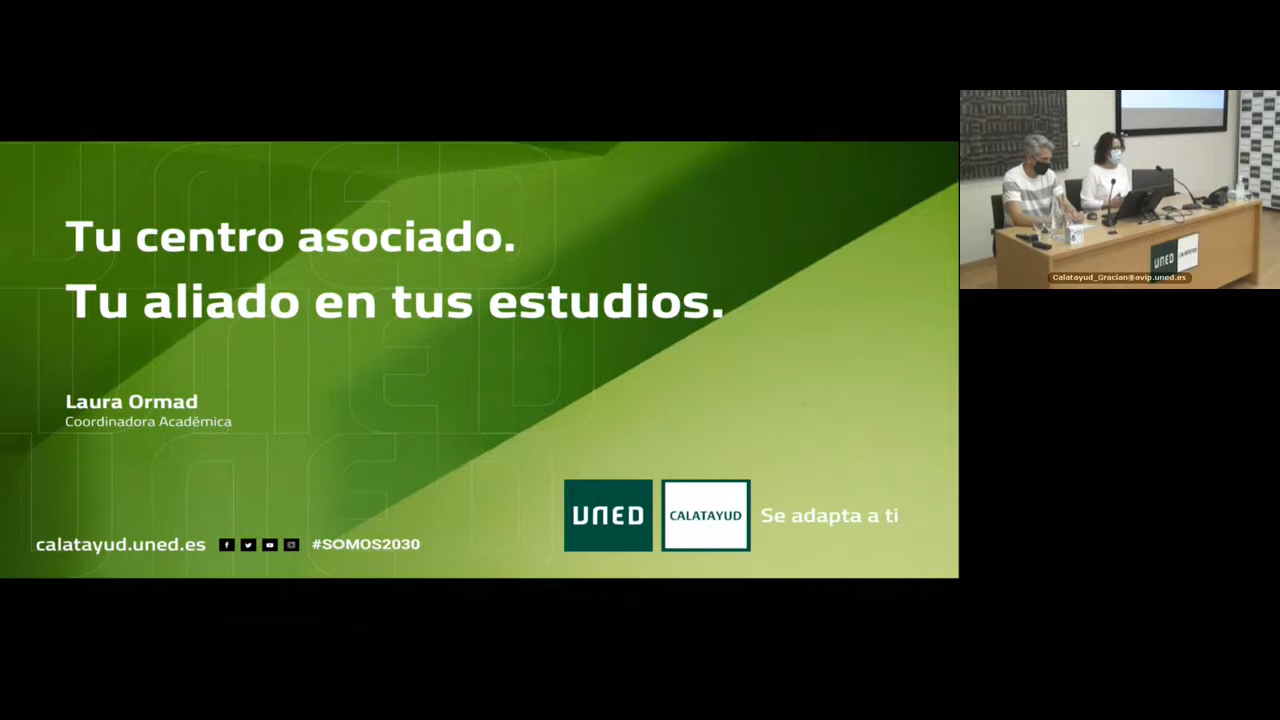 Tu centro asociado.
Tu aliado en tus estudios.
Laura Ormad
Coordinadora Académica
UNED
CALATAYUD
Se adapta a ti
calatayud.uned.es
#SOMOS2030
UNED
Calatayud_Gracian@avip.uned.es